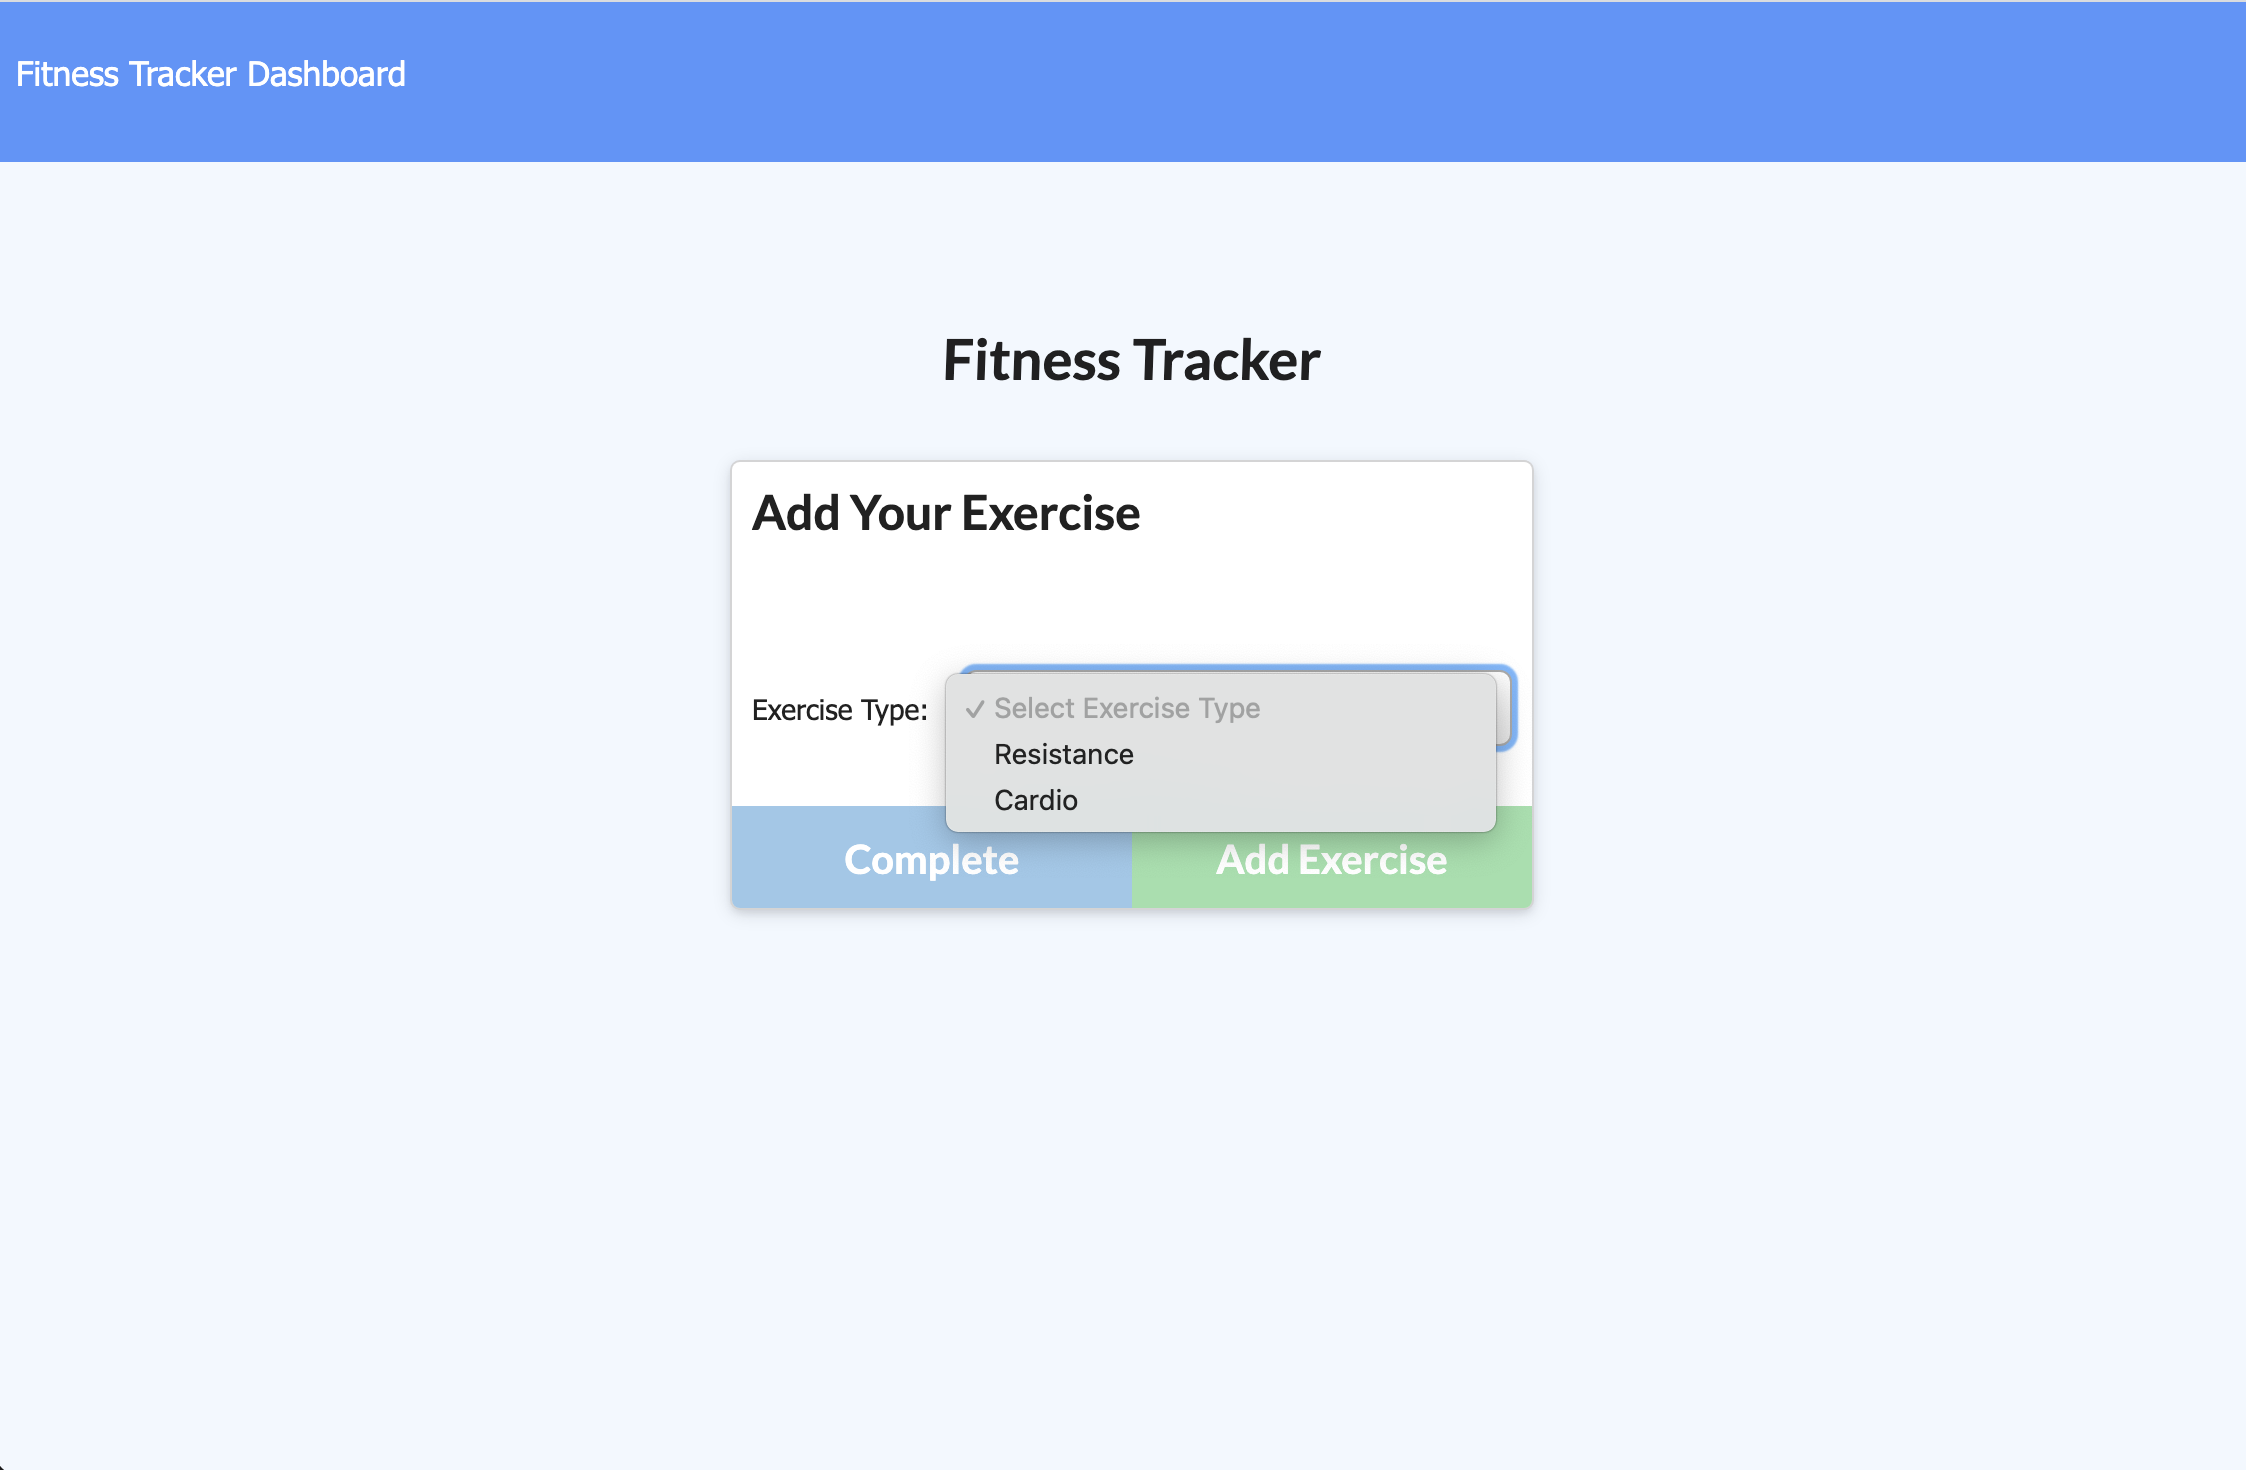 Fitness Tracker Dashboard
Fitness Tracker
Add Your Exercise
Exercise Type:
✓ Select Exercise Type
Resistance
Cardio
Complete
Add Exercise